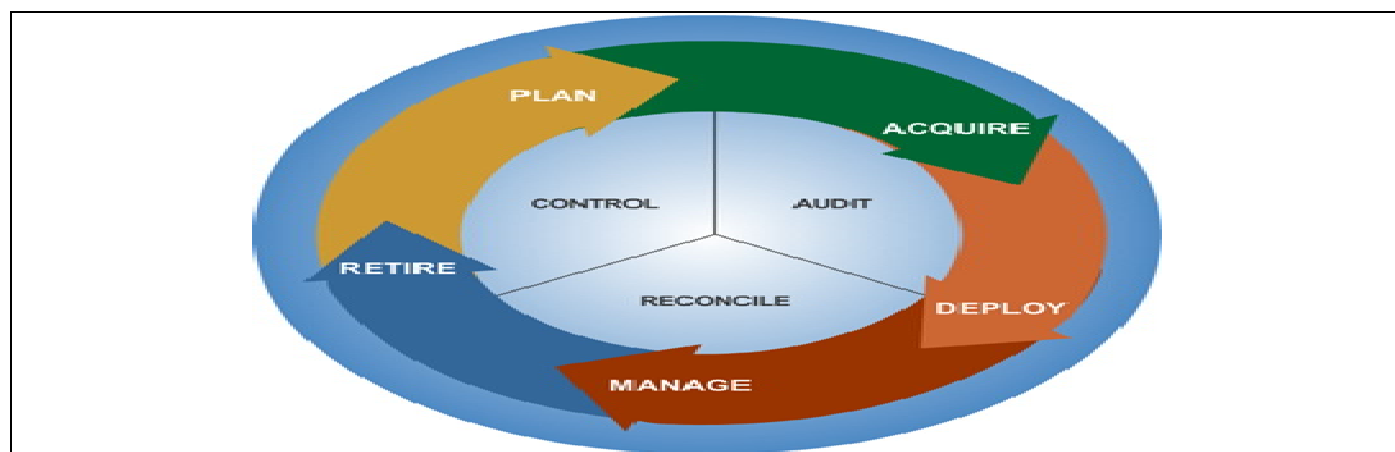 PLAN
ACQUIRE
CONTROL
AUDIT
RETIRE
RECONCILE
DEPLOY
MANAGE